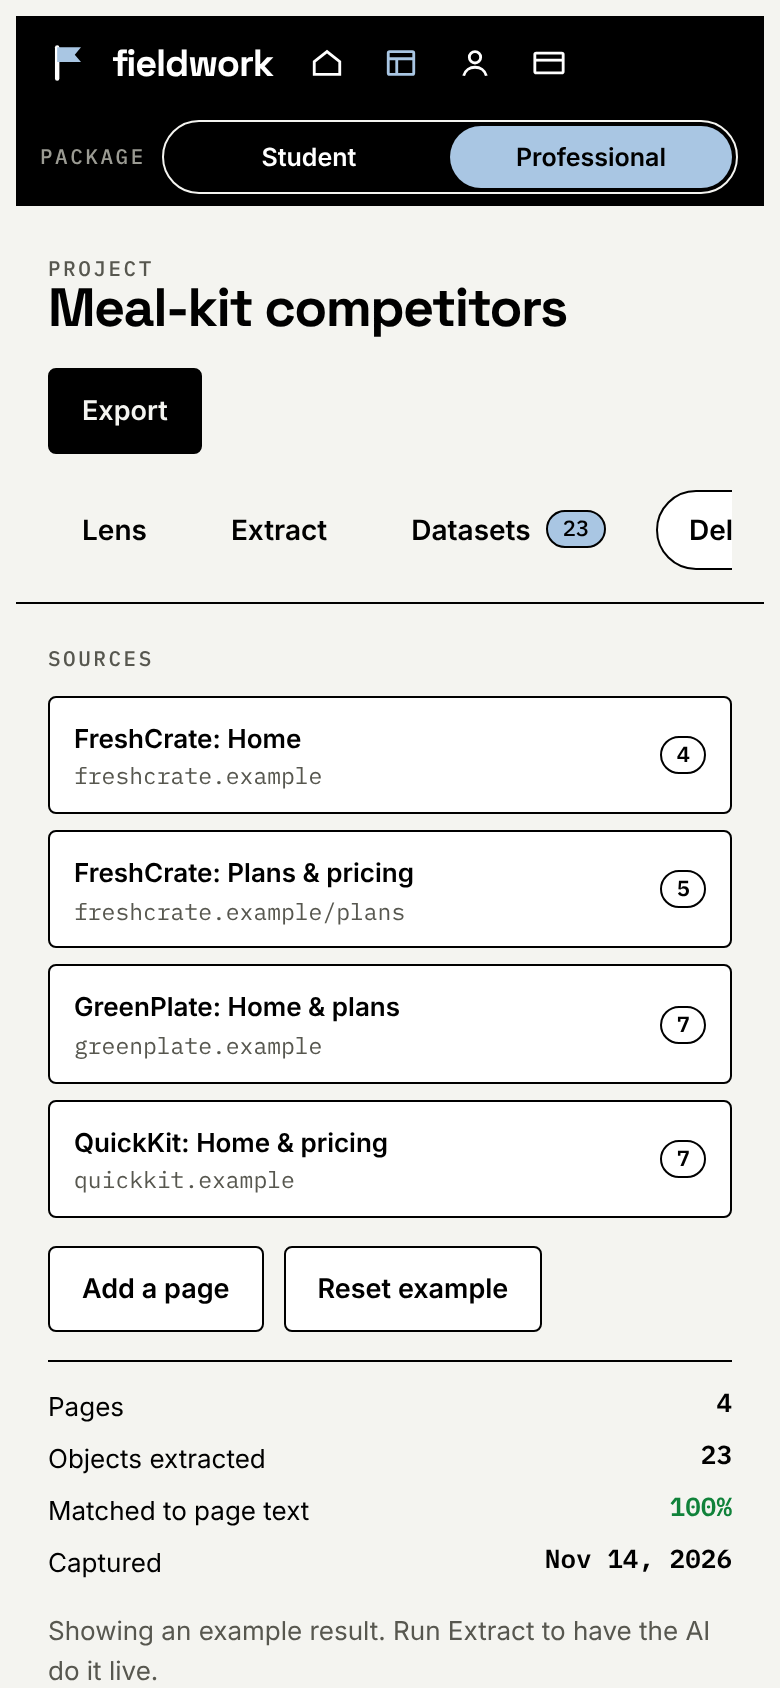 fieldwork
PACKAGE Student Professional
PROJECT
Meal-kit competitors
Export
Lens Extract Datasets 23 Del
SOURCES
FreshCrate: Home
freshcrate.example
4
FreshCrate: Plans & pricing
freshcrate.example/plans
5
GreenPlate: Home & plans
greenplate.example
7
QuickKit: Home & pricing
quickkit.example
7
Add a page Reset example
Pages 4
Objects extracted 23
Matched to page text 100%
Captured Nov 14, 2026
Showing an example result. Run Extract to have the AI
do it live.